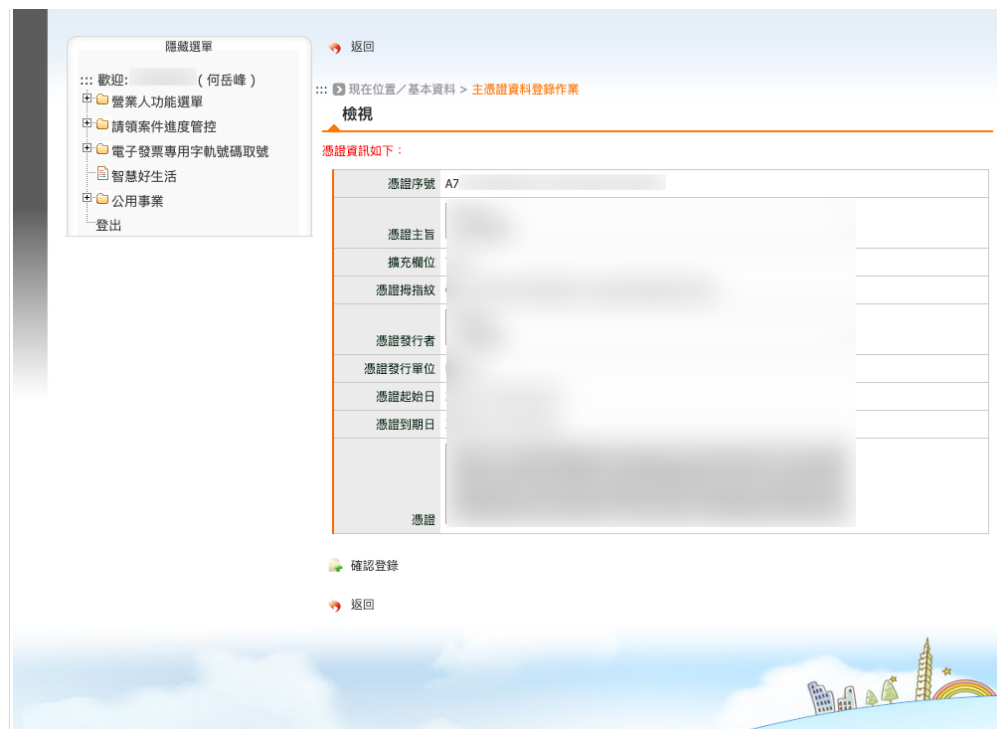 隱藏選單
::: 歡迎: ( 何岳峰 )
營業人功能選單
請領案件進度管控
電子發票專用字軌號碼取號
智慧好生活
公用事業
登出
返回
::: 現在位置／基本資料 > 主憑證資料登錄作業
檢視
憑證資訊如下：
憑證序號 A7
憑證主旨
擴充欄位
憑證拇指紋
憑證發行者
憑證發行單位
憑證起始日
憑證到期日
憑證
確認登錄
返回